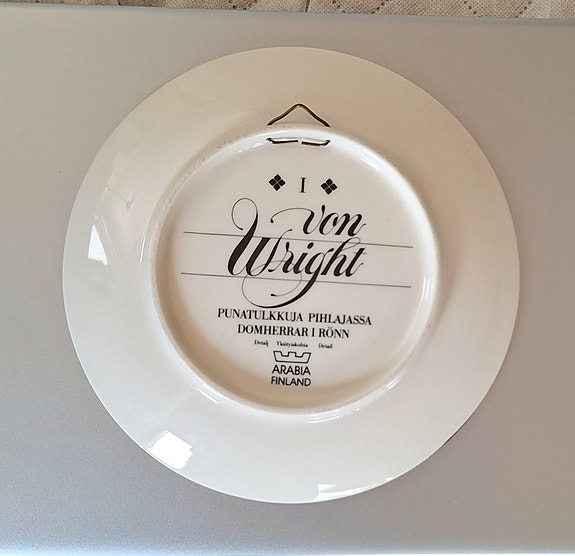 I
von
Wright
PUNATULKKUJA PIHLAJASSA
DOMHERRAR I RÖNN
Detalj Yksityiskohta Detail
ARABIA
FINLAND